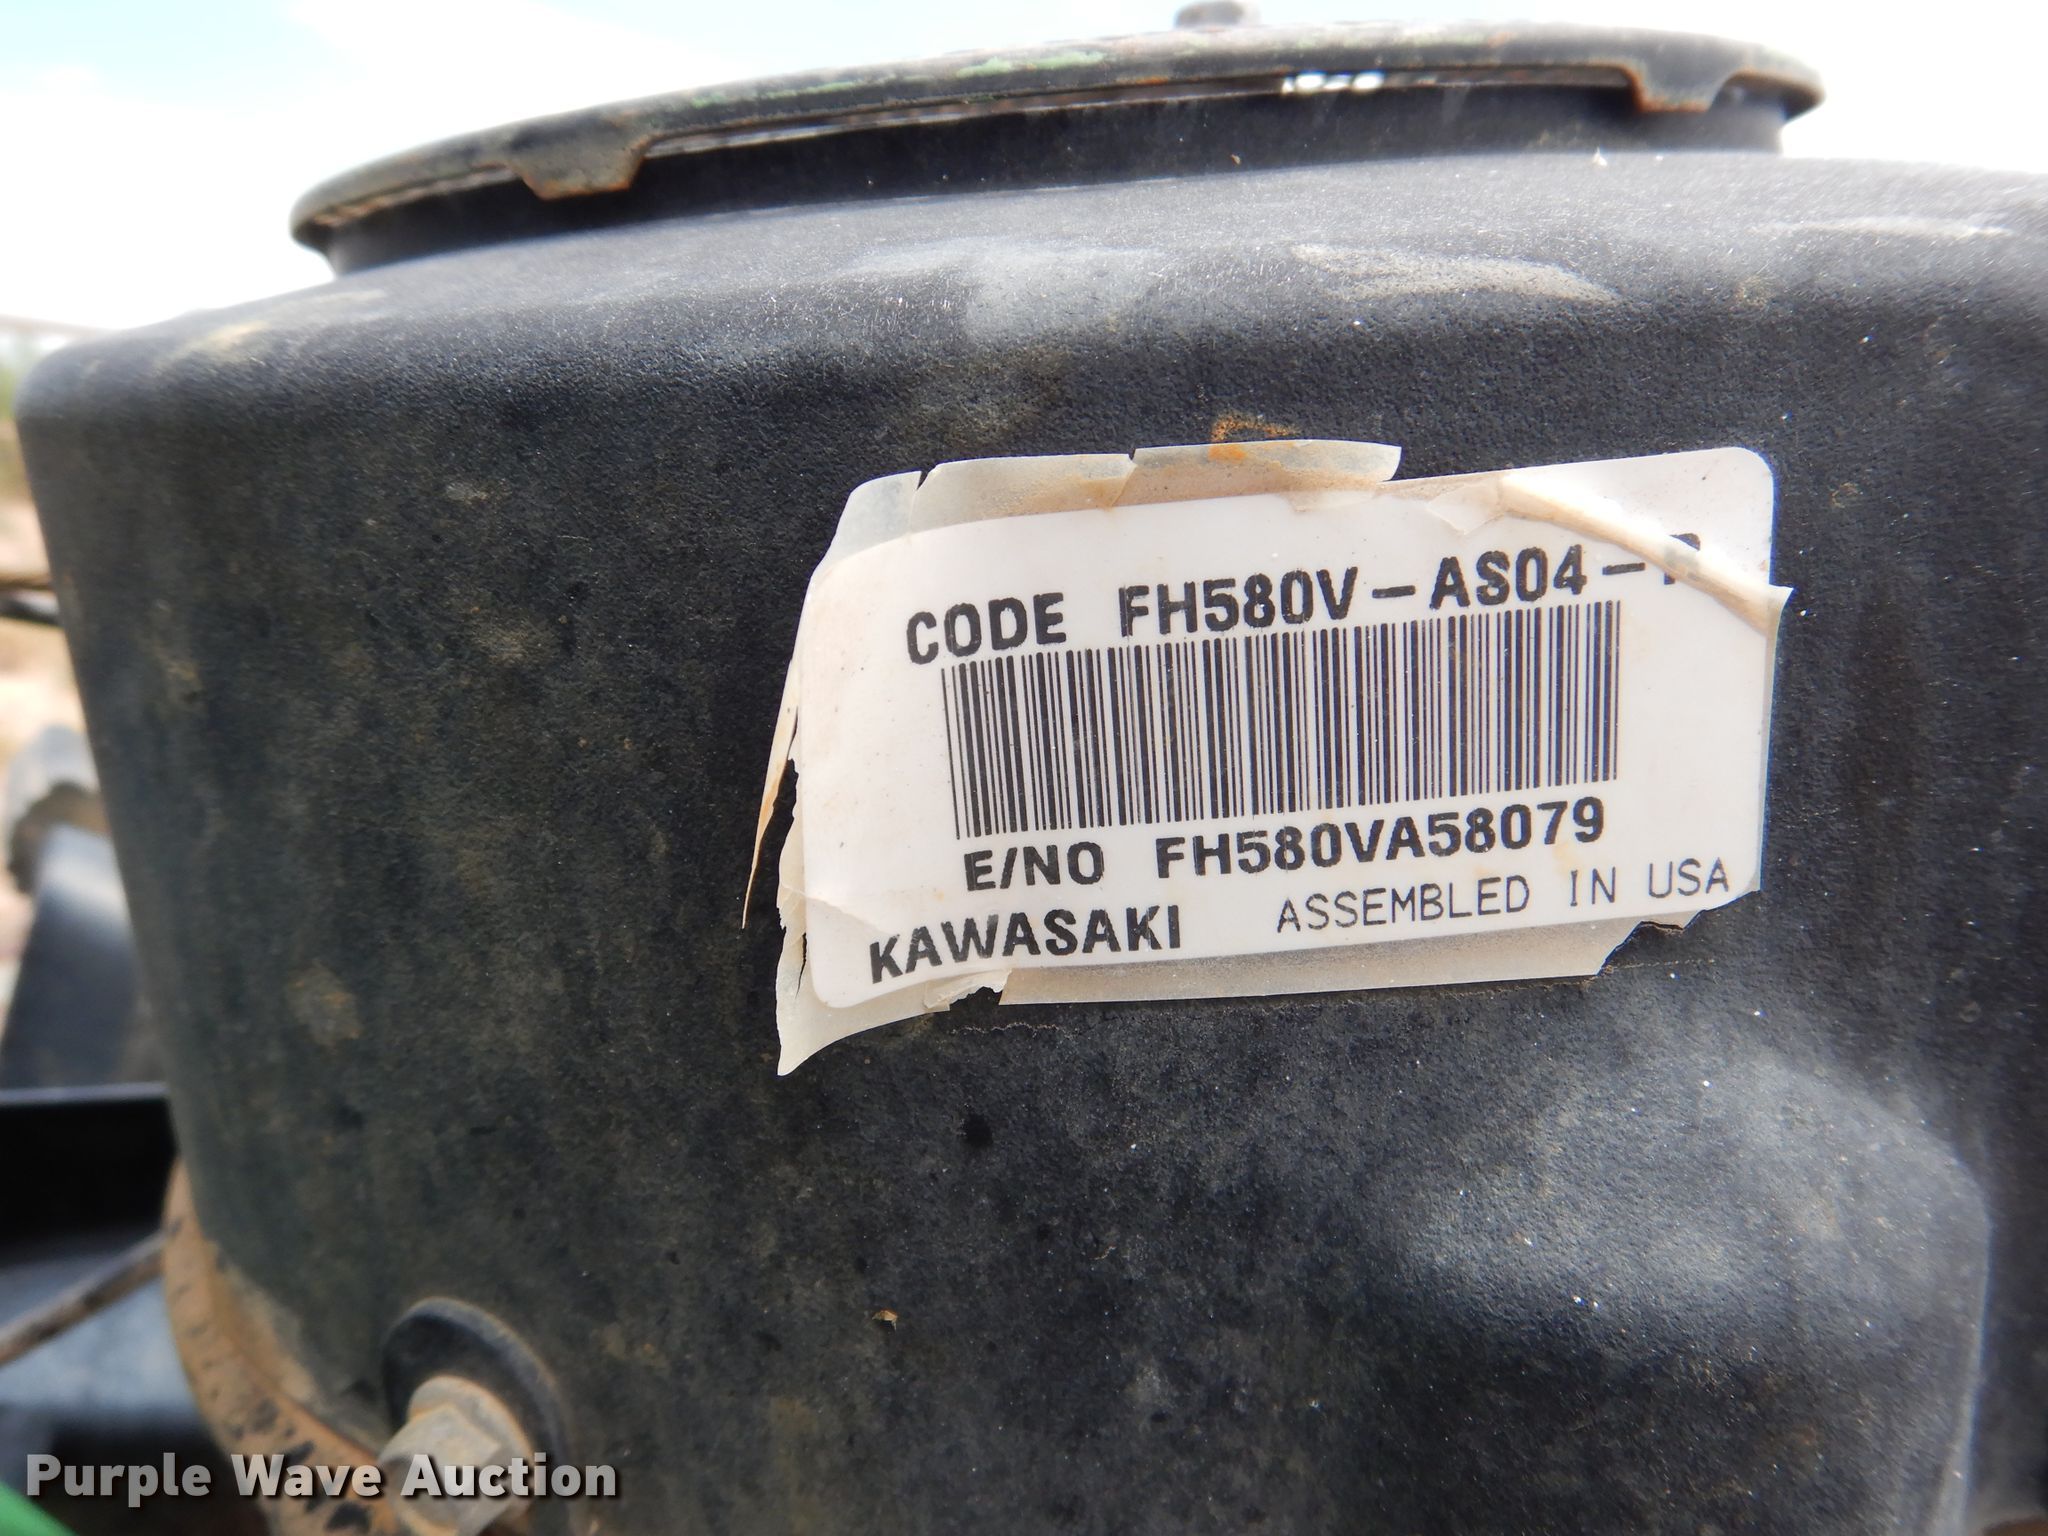 CODE FH580V-AS04-
E/NO FH580VA58079
KAWASAKI ASSEMBLED IN USA
Purple Wave Auction